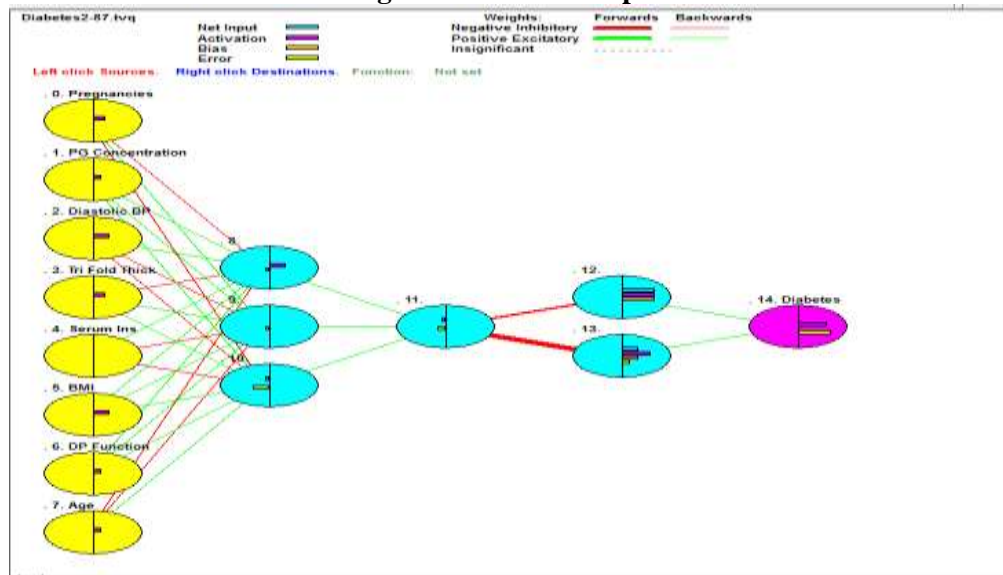 Diabetes2-87.tvq
Net Input
Activation
Bias
Error
Weights: Forwards Backwards
Negative Inhibitory
Positive Excitatory
Insignificant
Left click Sources. Right click Destinations. Function: Not set
. 0. Pregnancies
. 1. PG Concentration
. 2. Diastolic BP
. 3. Tri Fold Thick
. 4. Serum Ins
. 5. BMI
. 6. DP Function
. 7. Age
. 8.
. 9.
. 10.
. 11.
. 12.
. 13.
. 14. Diabetes